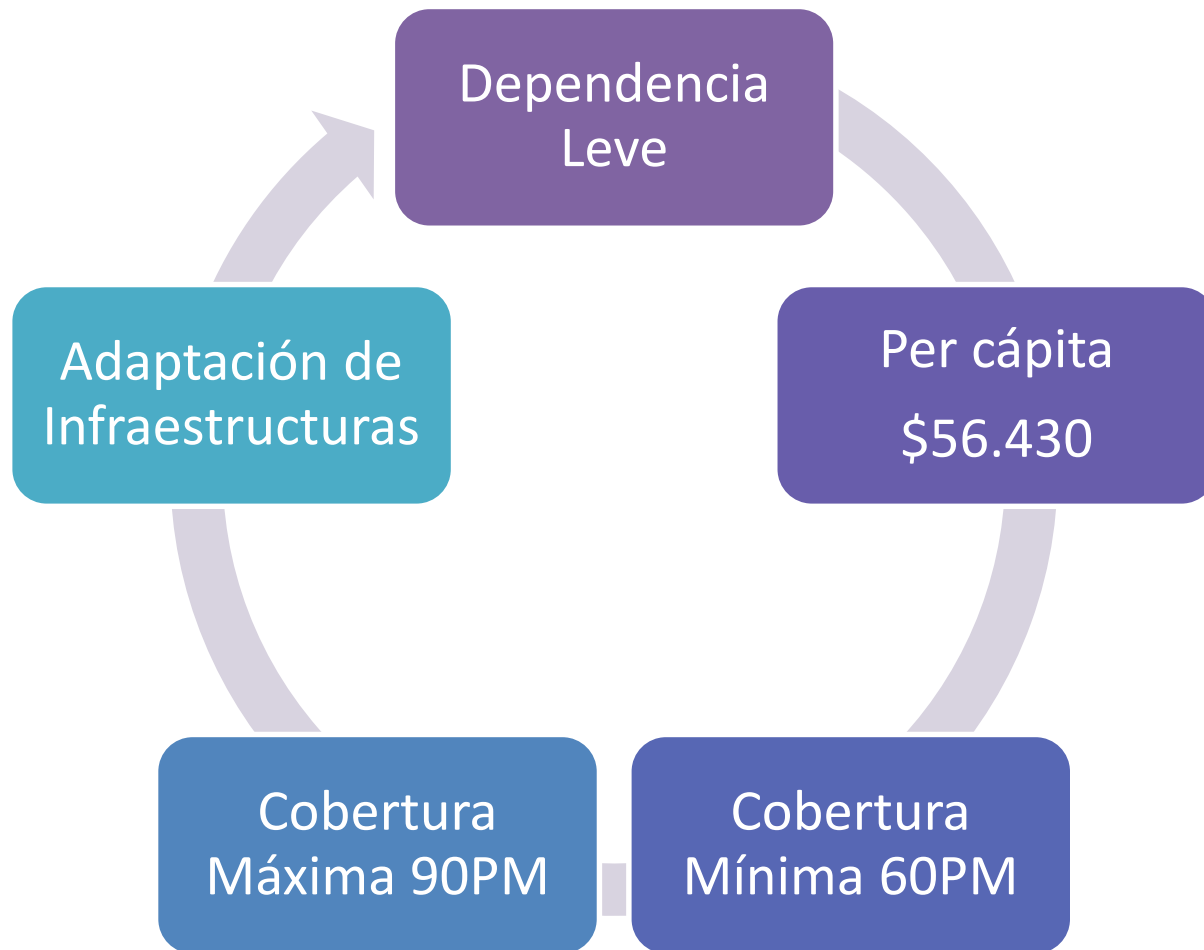 Dependencia
Leve
Per cápita
$56.430
Cobertura
Mínima 60PM
Cobertura
Máxima 90PM
Adaptación de
Infraestructuras